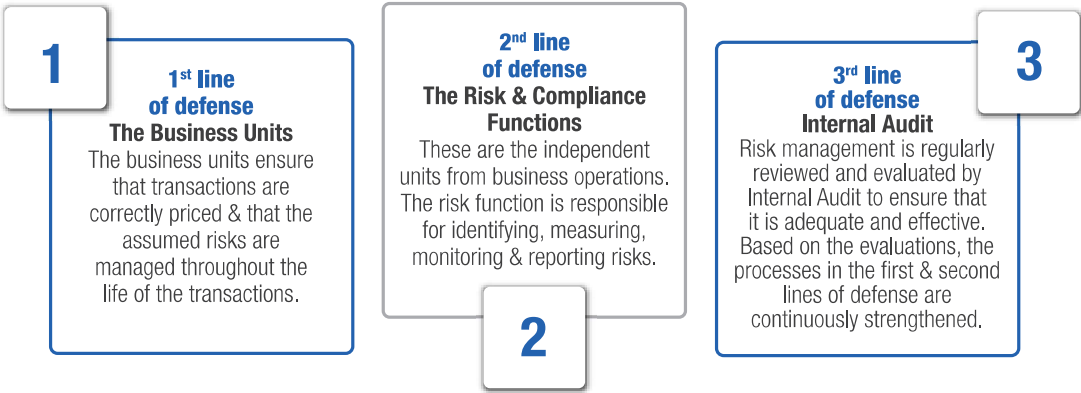 1
1st line
of defense
The Business Units
The business units ensure
that transactions are
correctly priced & that the
assumed risks are
managed throughout the
life of the transactions.
2nd line
of defense
The Risk & Compliance
Functions
These are the independent
units from business operations.
The risk function is responsible
for identifying, measuring,
monitoring & reporting risks.
2
3
3rd line
of defense
Internal Audit
Risk management is regularly
reviewed and evaluated by
Internal Audit to ensure that
it is adequate and effective.
Based on the evaluations, the
processes in the first & second
lines of defense are
continuously strengthened.